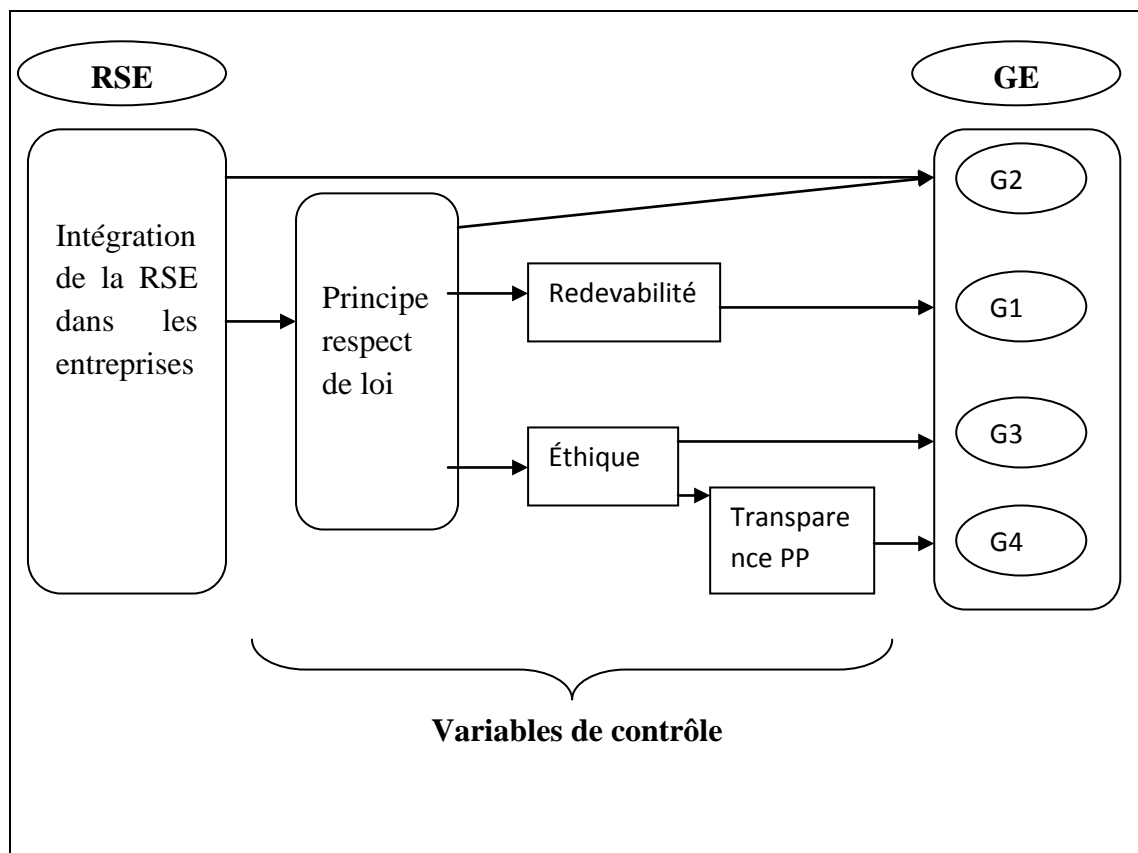 RSE
GE
Intégration
de la RSE
dans les
entreprises
Principe
respect
de loi
Redevabilité
Éthique
Transpare
nce PP
G2
G1
G3
G4
Variables de contrôle